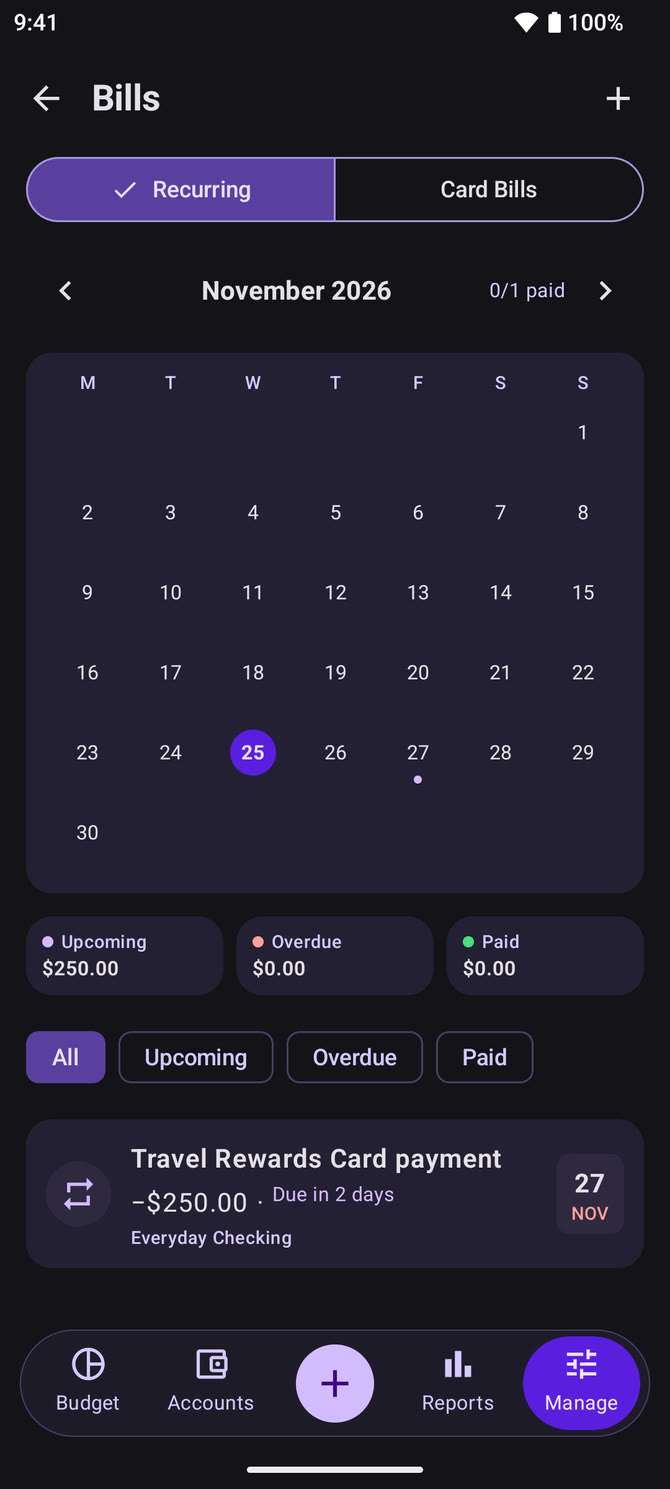 9:41
100%
Bills
Recurring
Card Bills
November 2026
0/1 paid
M T W T F S S
1
2 3 4 5 6 7 8
9 10 11 12 13 14 15
16 17 18 19 20 21 22
23 24 25 26 27 28 29
30
Upcoming
$250.00
Overdue
$0.00
Paid
$0.00
All
Upcoming
Overdue
Paid
Travel Rewards Card payment
−$250.00 · Due in 2 days
Everyday Checking
27
NOV
Budget
Accounts
Reports
Manage